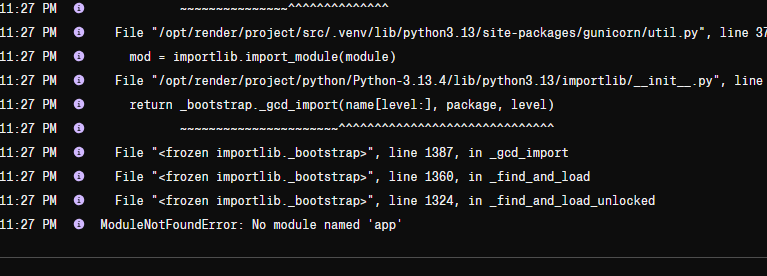 11:27 PM ~~~~~~~~~~~~~~~^^^^^^^^^^^^^^
11:27 PM File "/opt/render/project/src/.venv/lib/python3.13/site-packages/gunicorn/util.py", line 37
11:27 PM mod = importlib.import_module(module)
11:27 PM File "/opt/render/project/python/Python-3.13.4/lib/python3.13/importlib/__init__.py", line
11:27 PM return _bootstrap._gcd_import(name[level:], package, level)
11:27 PM ~~~~~~~~~~~~~~~~~~~~~~^^^^^^^^^^^^^^^^^^^^^^^^^^^^^^
11:27 PM File "<frozen importlib._bootstrap>", line 1387, in _gcd_import
11:27 PM File "<frozen importlib._bootstrap>", line 1360, in _find_and_load
11:27 PM File "<frozen importlib._bootstrap>", line 1324, in _find_and_load_unlocked
11:27 PM ModuleNotFoundError: No module named 'app'